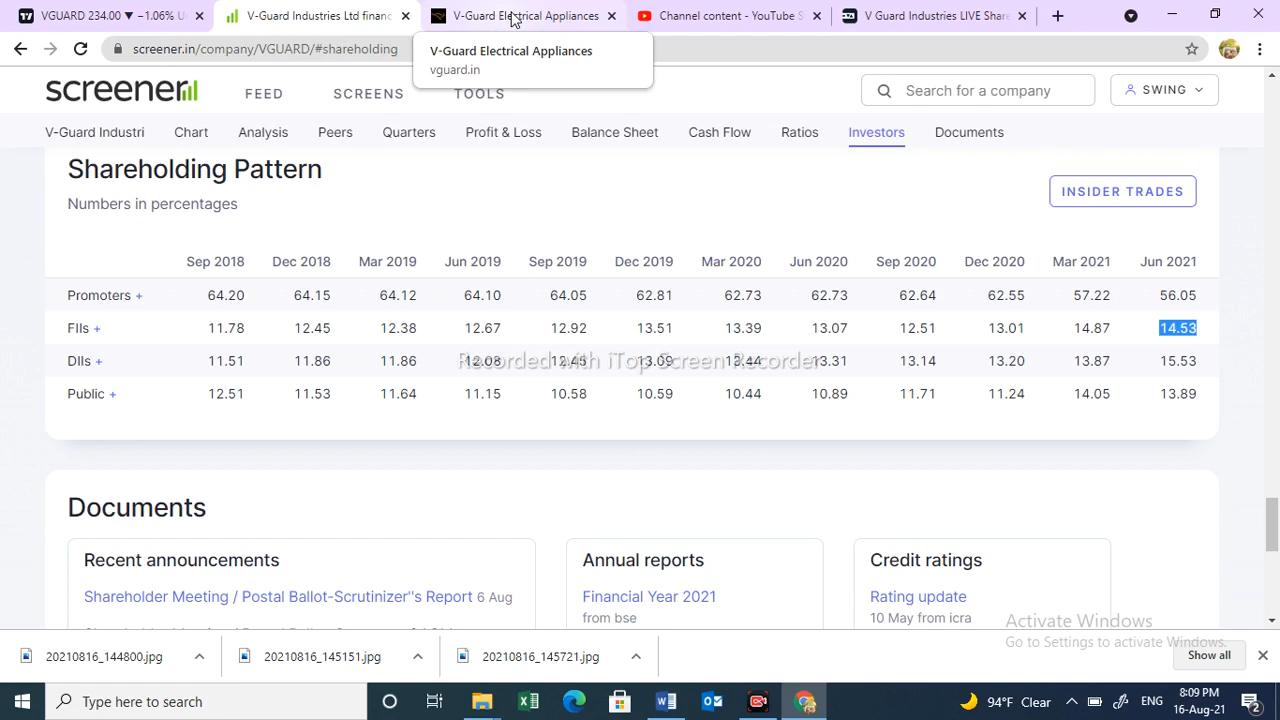 VGUARD 234.00 ▼ −1.06% U
V-Guard Industries Ltd financ
V-Guard Electrical Appliances
Channel content - YouTube S
V Guard Industries LIVE Share
screener.in/company/VGUARD/#shareholding
V-Guard Electrical Appliances
vguard.in
screener
FEED
SCREENS
TOOLS
Search for a company
SWING
V-Guard Industri
Chart
Analysis
Peers
Quarters
Profit & Loss
Balance Sheet
Cash Flow
Ratios
Investors
Documents
Shareholding Pattern
Numbers in percentages
INSIDER TRADES
Sep 2018 Dec 2018 Mar 2019 Jun 2019 Sep 2019 Dec 2019 Mar 2020 Jun 2020 Sep 2020 Dec 2020 Mar 2021 Jun 2021
Promoters + 64.20 64.15 64.12 64.10 64.05 62.81 62.73 62.73 62.64 62.55 57.22 56.05
FIIs + 11.78 12.45 12.38 12.67 12.92 13.51 13.39 13.07 12.51 13.01 14.87 14.53
DIIs + 11.51 11.86 11.86 12.08 12.45 13.09 13.44 13.31 13.14 13.20 13.87 15.53
Recorded with iTop Screen Recorder
Public + 12.51 11.53 11.64 11.15 10.58 10.59 10.44 10.89 11.71 11.24 14.05 13.89
Documents
Recent announcements
Shareholder Meeting / Postal Ballot-Scrutinizer''s Report 6 Aug
Annual reports
Financial Year 2021
from bse
Credit ratings
Rating update
10 May from icra
Activate Windows
Go to Settings to activate Windows.
20210816_144800.jpg
20210816_145151.jpg
20210816_145721.jpg
Show all
Type here to search
94°F Clear
ENG
8:09 PM
16-Aug-21
2